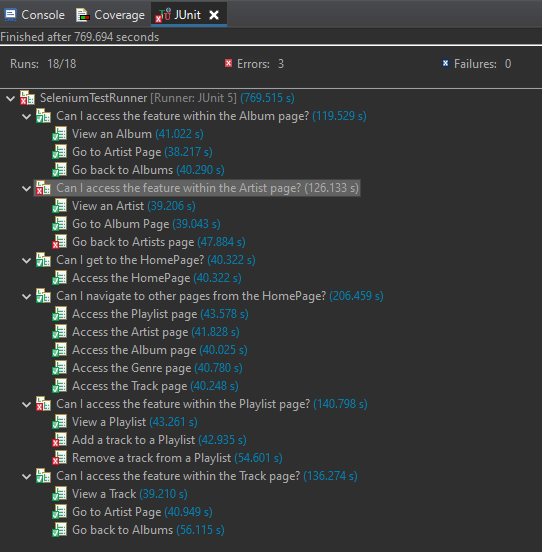 Console Coverage JUnit
Finished after 769.694 seconds
Runs: 18/18 Errors: 3 Failures: 0
SeleniumTestRunner [Runner: JUnit 5] (769.515 s)
Can I access the feature within the Album page? (119.529 s)
View an Album (41.022 s)
Go to Artist Page (38.217 s)
Go back to Albums (40.290 s)
Can I access the feature within the Artist page? (126.133 s)
View an Artist (39.206 s)
Go to Album Page (39.043 s)
Go back to Artists page (47.884 s)
Can I get to the HomePage? (40.322 s)
Access the HomePage (40.322 s)
Can I navigate to other pages from the HomePage? (206.459 s)
Access the Playlist page (43.578 s)
Access the Artist page (41.828 s)
Access the Album page (40.025 s)
Access the Genre page (40.780 s)
Access the Track page (40.248 s)
Can I access the feature within the Playlist page? (140.798 s)
View a Playlist (43.261 s)
Add a track to a Playlist (42.935 s)
Remove a track from a Playlist (54.601 s)
Can I access the feature within the Track page? (136.274 s)
View a Track (39.210 s)
Go to Artist Page (40.949 s)
Go back to Albums (56.115 s)